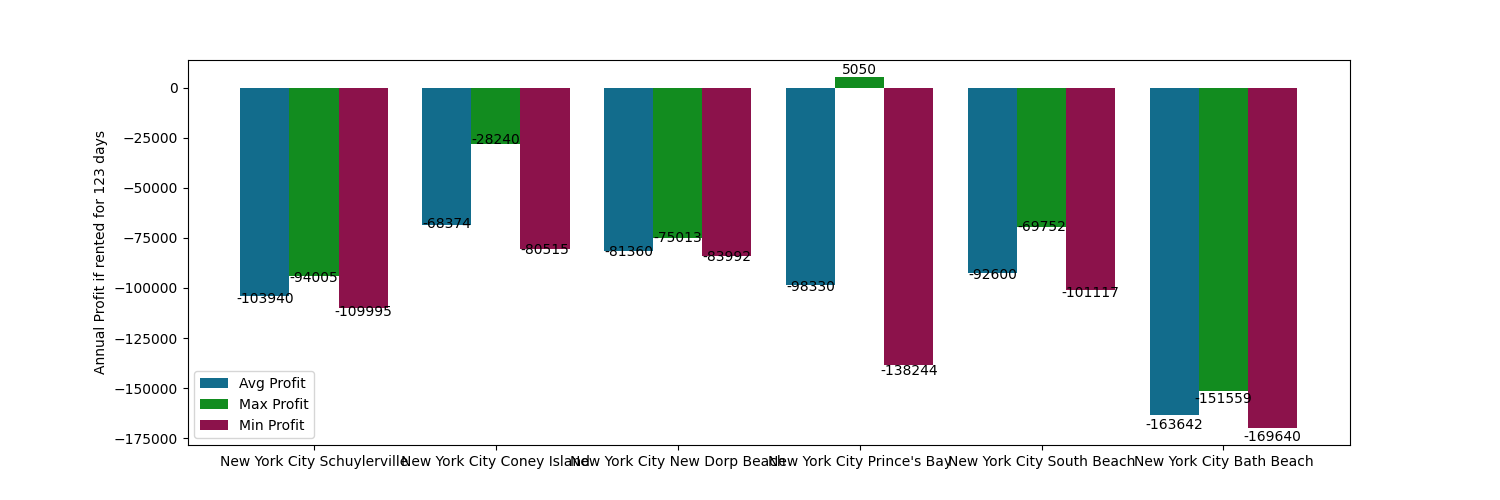 5050
0
-25000
-50000
-75000
-100000
-125000
-150000
-175000
Annual Profit if rented for 123 days
-103940
-94005
-109995
-68374
-28240
-80515
-81360
-75013
-83992
-98330
-138244
-92600
-69752
-101117
-163642
-151559
-169640
Avg Profit
Max Profit
Min Profit
New York City Schuylerville
New York City Coney Island
New York City New Dorp Beach
New York City Prince's Bay
New York City South Beach
New York City Bath Beach